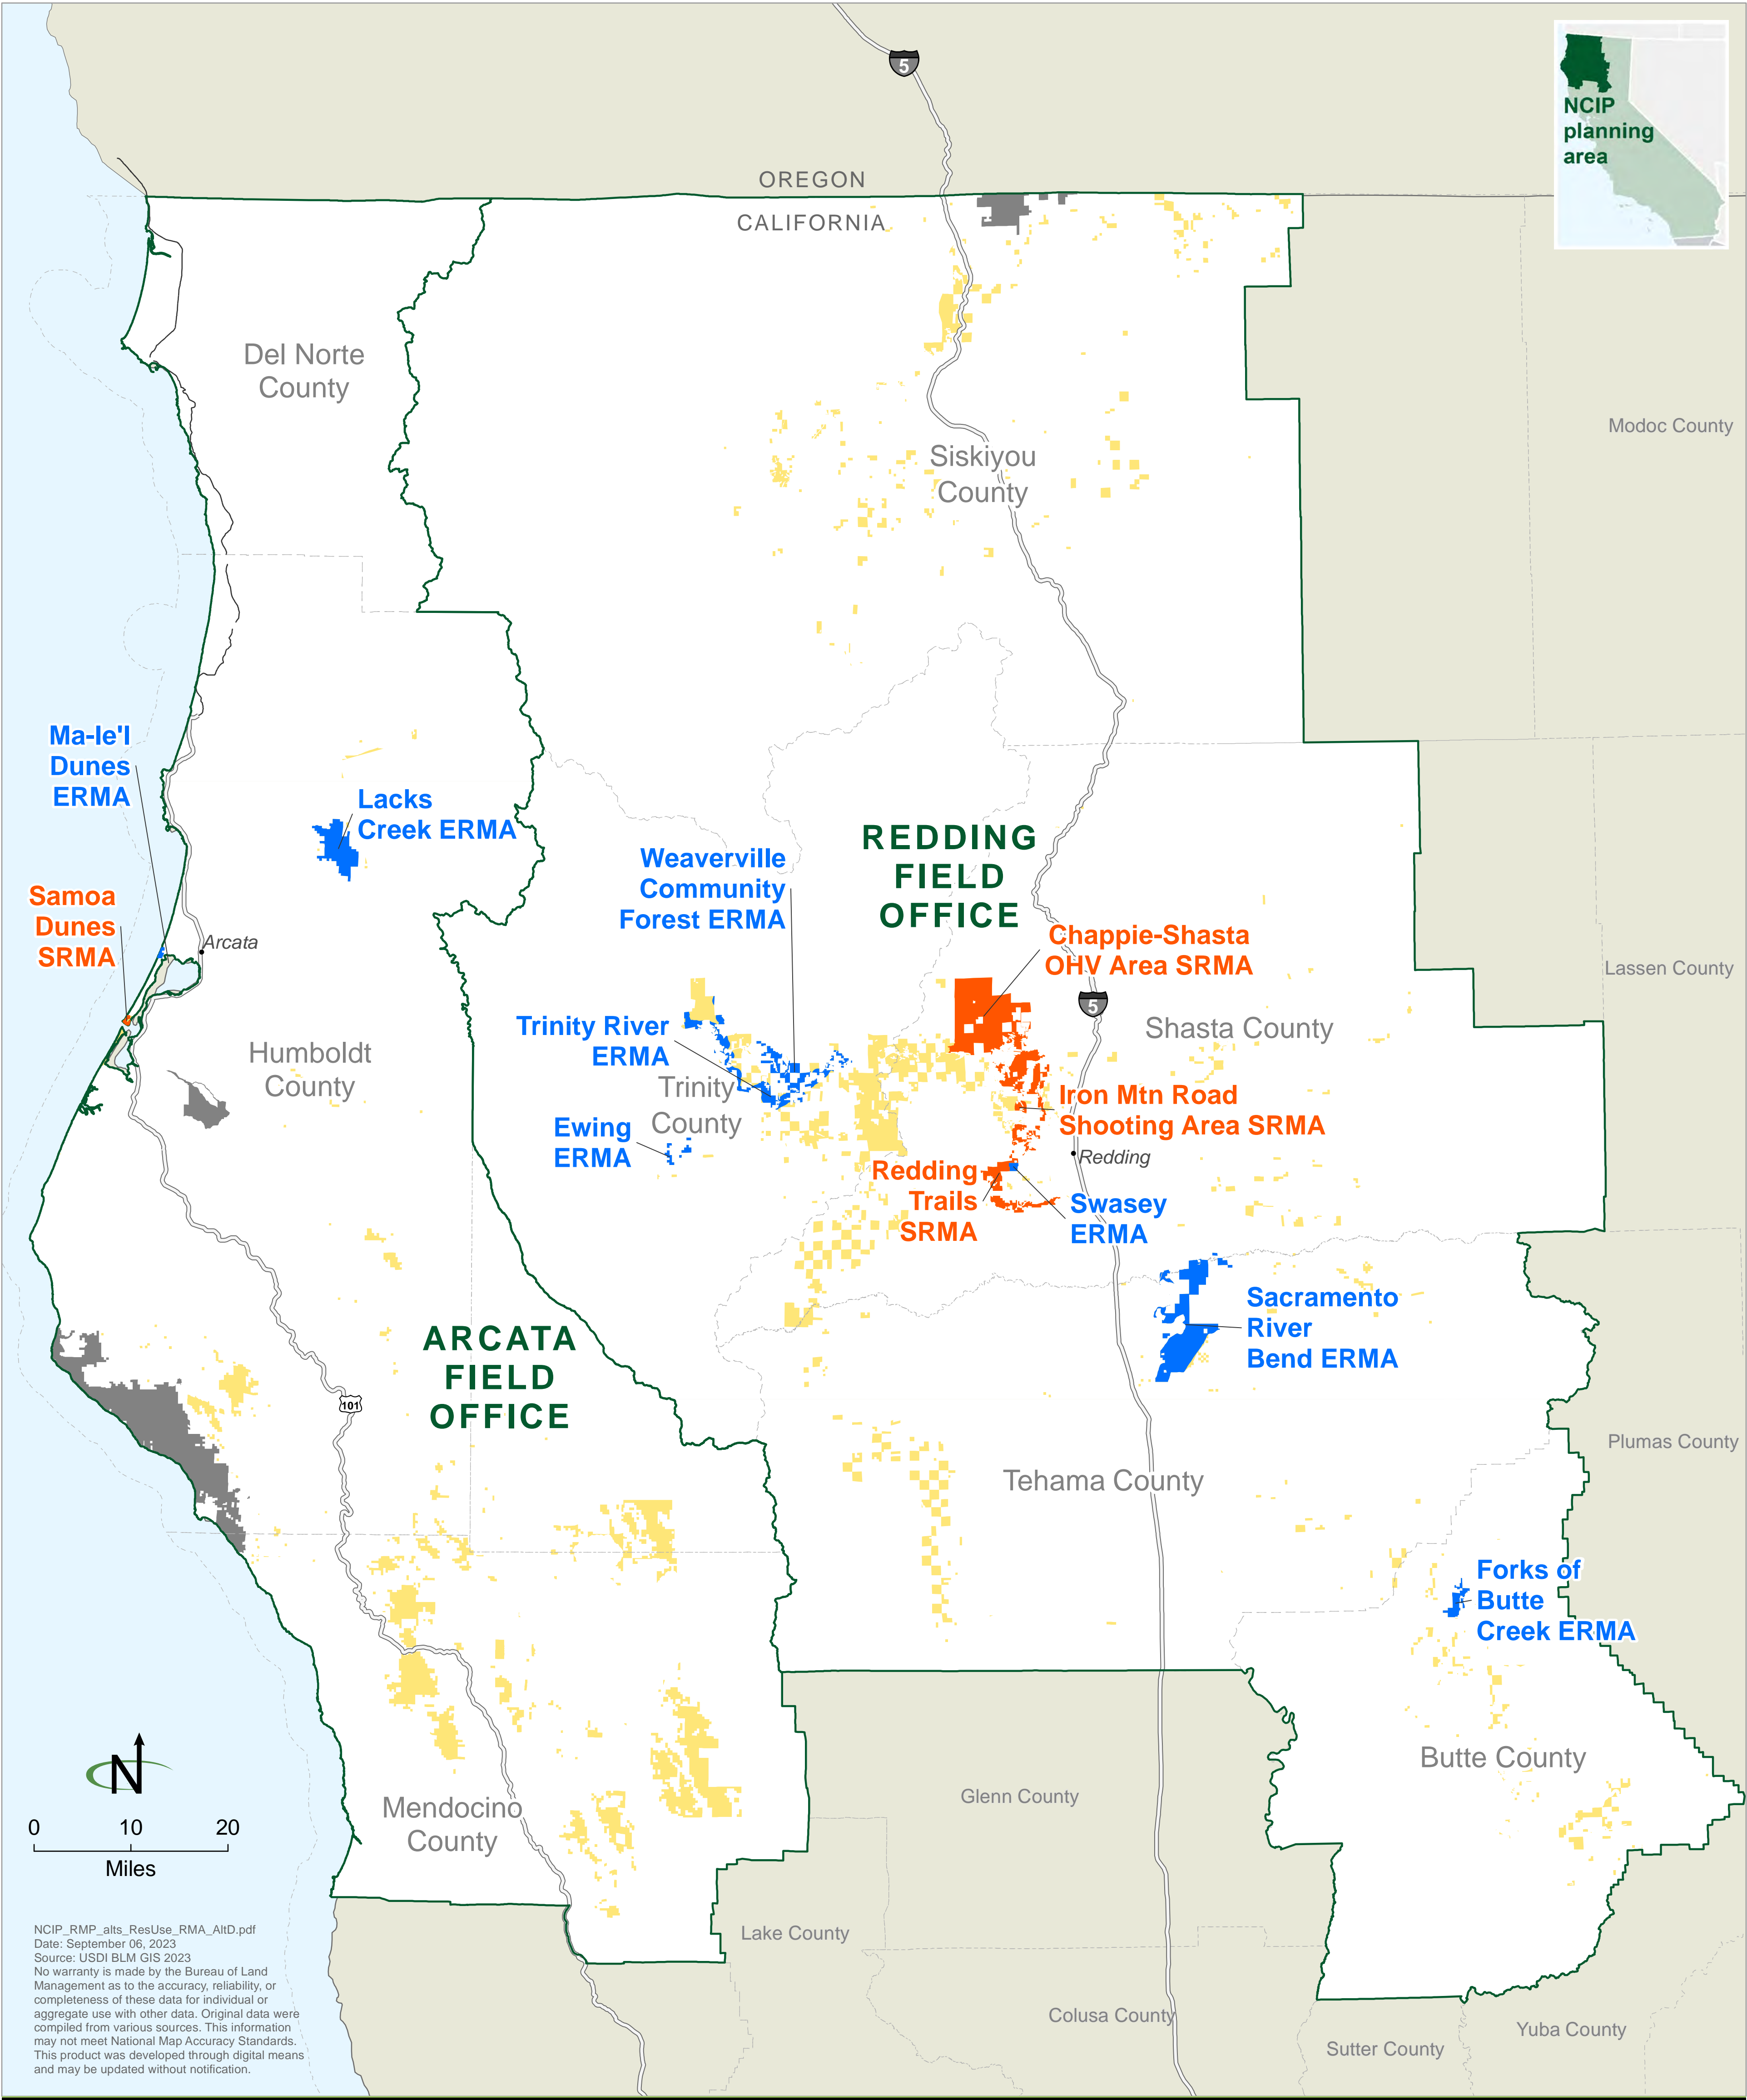 5
NCIP
planning
area
OREGON
CALIFORNIA
Del Norte
County
Modoc County
Siskiyou
County
Ma-le'l
Dunes
ERMA
Lacks
Creek ERMA
REDDING
FIELD
OFFICE
Weaverville
Community
Forest ERMA
Samoa
Dunes
SRMA
Arcata
Chappie-Shasta
OHV Area SRMA
Lassen County
5
Trinity River
ERMA
Shasta County
Humboldt
County
Trinity
County
Iron Mtn Road
Shooting Area SRMA
Ewing
ERMA
Redding
Redding
Trails
SRMA
Swasey
ERMA
Sacramento
River
Bend ERMA
ARCATA
FIELD
OFFICE
101
Plumas County
Tehama County
Forks of
Butte
Creek ERMA
Butte County
Glenn County
Mendocino
County
N
0 10 20
Miles
Lake County
NCIP_RMP_alts_ResUse_RMA_AltD.pdf
Date: September 06, 2023
Source: USDI BLM GIS 2023
No warranty is made by the Bureau of Land
Management as to the accuracy, reliability, or
completeness of these data for individual or
aggregate use with other data. Original data were
compiled from various sources. This information
may not meet National Map Accuracy Standards.
This product was developed through digital means
and may be updated without notification.
Colusa County
Sutter County
Yuba County